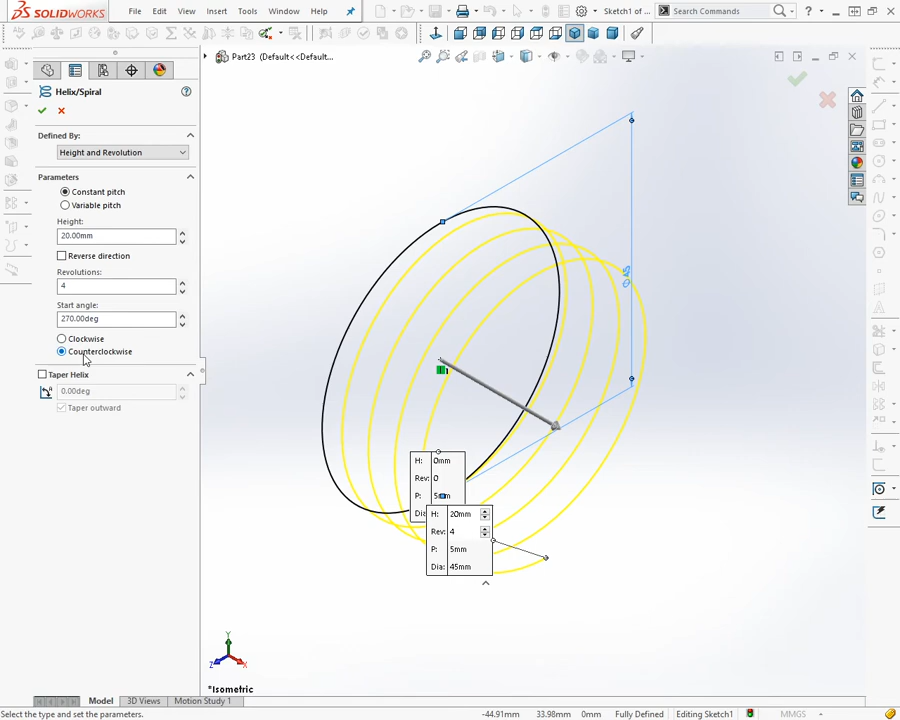 SOLIDWORKS
File
Edit
View
Insert
Tools
Window
Help
Sketch1 of ...
Search Commands
Part23 (Default<<Default...
Helix/Spiral
Defined By:
Height and Revolution
Parameters
Constant pitch
Variable pitch
Height:
20.00mm
Reverse direction
Revolutions:
4
Start angle:
270.00deg
Clockwise
Counterclockwise
Taper Helix
0.00deg
Taper outward
Ø45
H: 0mm
Rev: 0
P: 5mm
Dia:
H: 20mm
Rev: 4
P: 5mm
Dia: 45mm
Y
Z
X
*Isometric
Model
3D Views
Motion Study 1
Select the type and set the parameters.
-44.91mm
33.98mm
0mm
Fully Defined
Editing Sketch1
MMGS